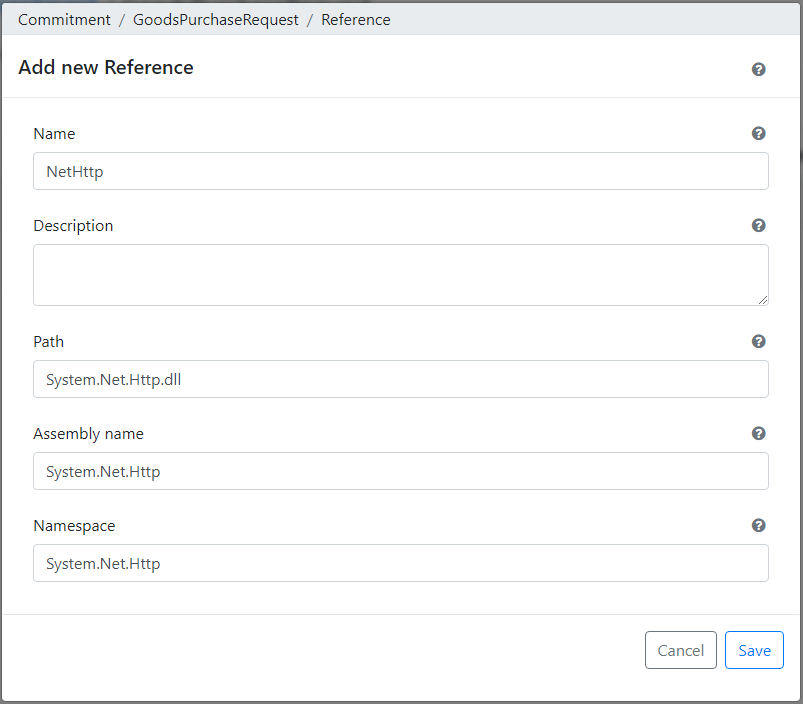 Commitment / GoodsPurchaseRequest / Reference
Add new Reference
Name
NetHttp
Description
Path
System.Net.Http.dll
Assembly name
System.Net.Http
Namespace
System.Net.Http
Cancel Save